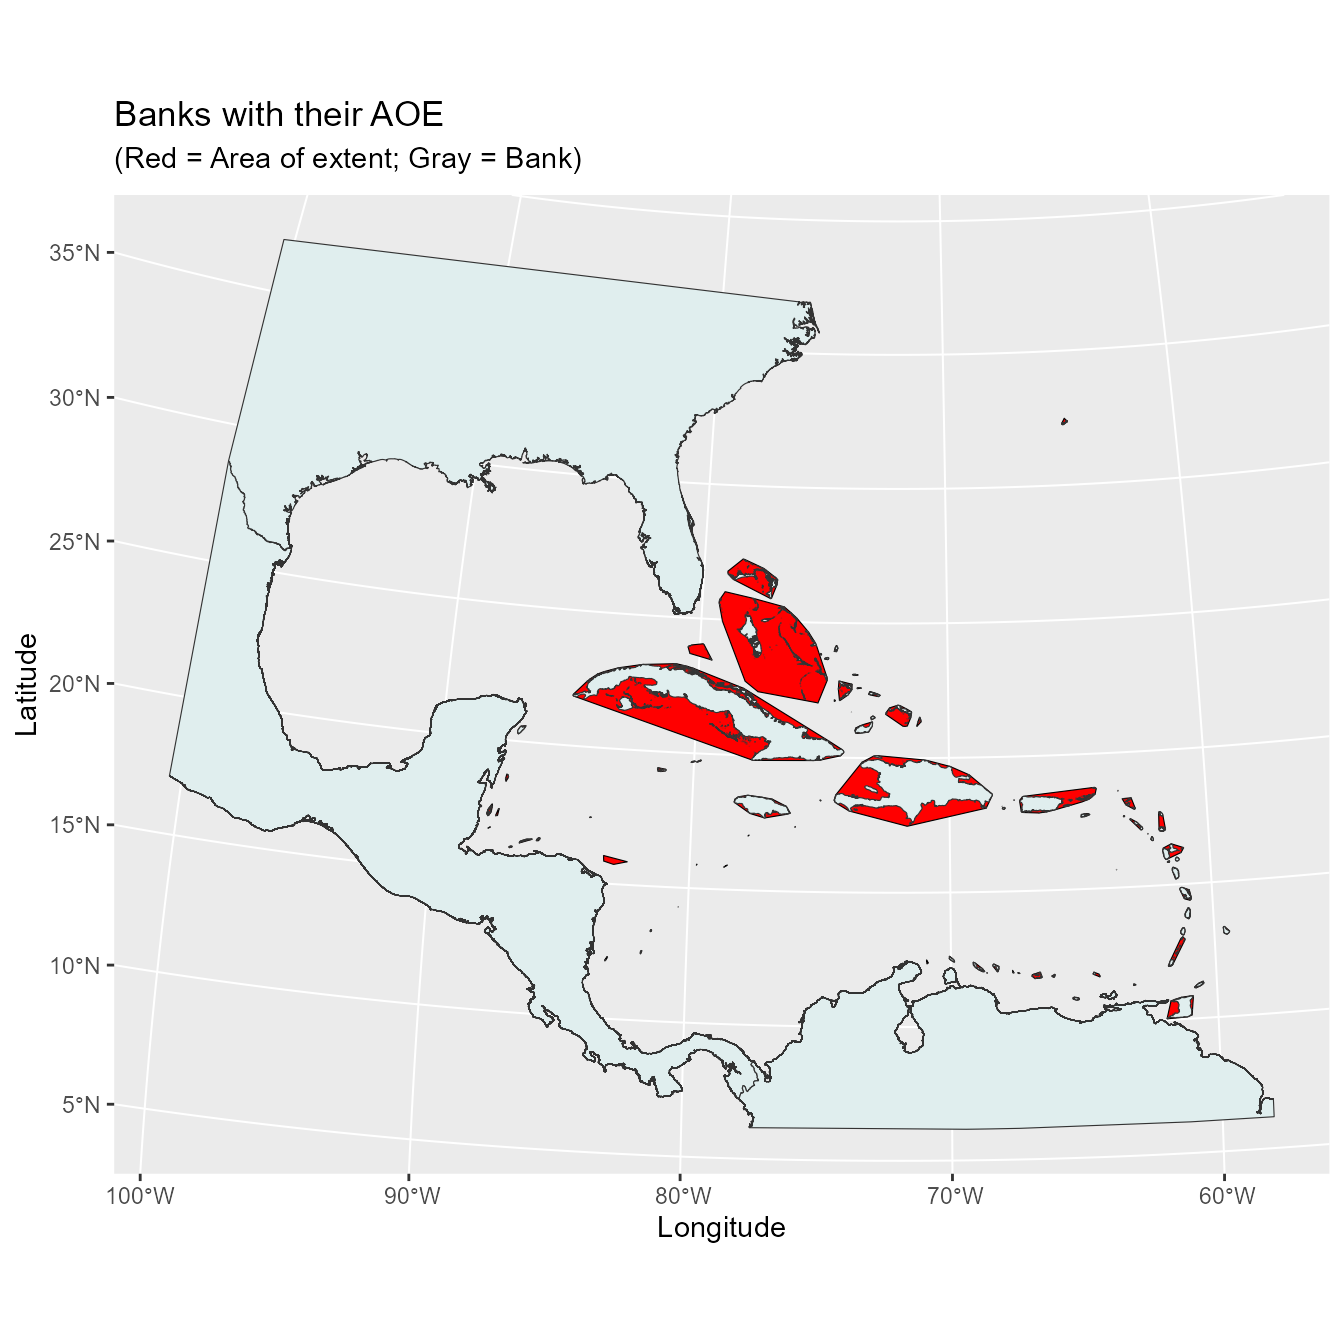 Banks with their AOE
(Red = Area of extent; Gray = Bank)
35°N
30°N
25°N
20°N
15°N
10°N
5°N
Latitude
100°W 90°W 80°W 70°W 60°W
Longitude